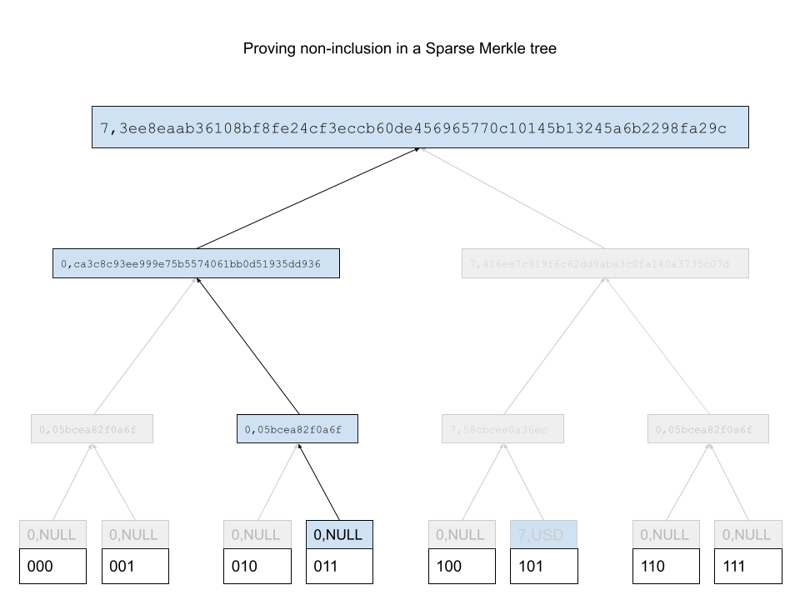 Proving non-inclusion in a Sparse Merkle tree
7,3ee8eaab36108bf8fe24cf3eccb60de456965770c10145b13245a6b2298fa29c
0,ca3c8c93ee999e75b5574061bb0d51935dd936
7,426ee7c919f6c62dd9aba3c0fa140a3735c07d
0,05bcea82f0a6f
0,05bcea82f0a6f
7,58cbcee0a36ec
0,05bcea82f0a6f
0,NULL
0,NULL
0,NULL
0,NULL
0,NULL
7,USD
0,NULL
0,NULL
000
001
010
011
100
101
110
111